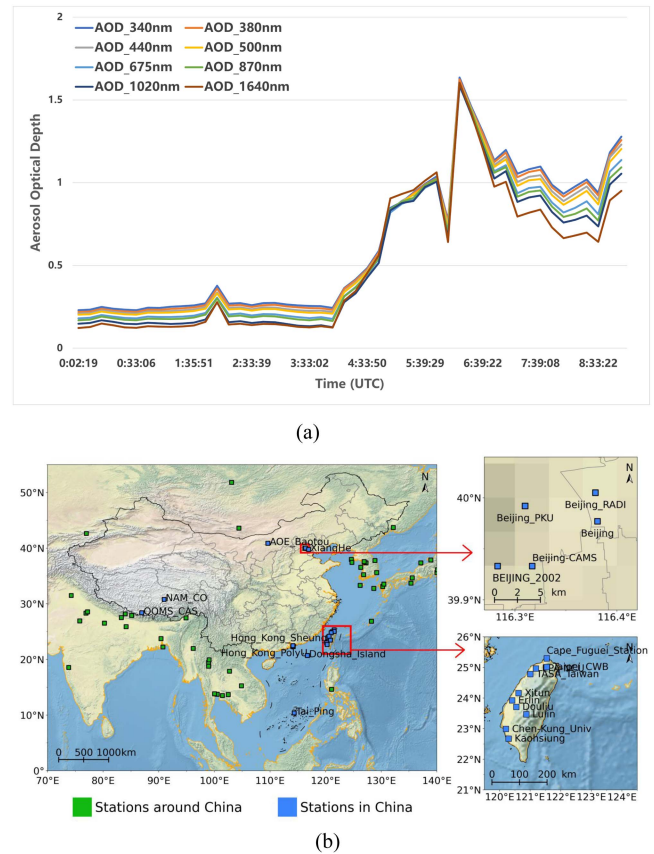 2
AOD_340nm AOD_380nm
AOD_440nm AOD_500nm
AOD_675nm AOD_870nm
AOD_1020nm AOD_1640nm
1.5
1
0.5
0
Aerosol Optical Depth
0:02:19 0:33:06 1:35:51 2:33:39 3:33:02 4:33:50 5:39:29 6:39:22 7:39:08 8:33:22
Time (UTC)
(a)
50°N
40°N
30°N
20°N
10°N
0°
70°E 80°E 90°E 100°E 110°E 120°E 130°E 140°E
N
AOE_Baotou
XiangHe
NAM_CO
QOMS_CAS
Hong_Kong_Sheung
Hong_Kong_PolyU
Dongsha_Island
Tai_Ping
0 500 1000km
N
40°N
39.9°N
Beijing_RADI
Beijing_PKU
Beijing
Beijing-CAMS
BEIJING_2002
0 2 5 km
116.3°E 116.4°E
26°N
25°N
24°N
23°N
22°N
21°N
N
Cape_Fuguei_Station
Taipei_CWB
TASA_Taiwan
Xitun
Erlin
Douliu
Lulin
Chen-Kung_Univ
Kaohsiung
0 100 200 km
120°E 121°E 122°E 123°E 124°E
Stations around China Stations in China
(b)